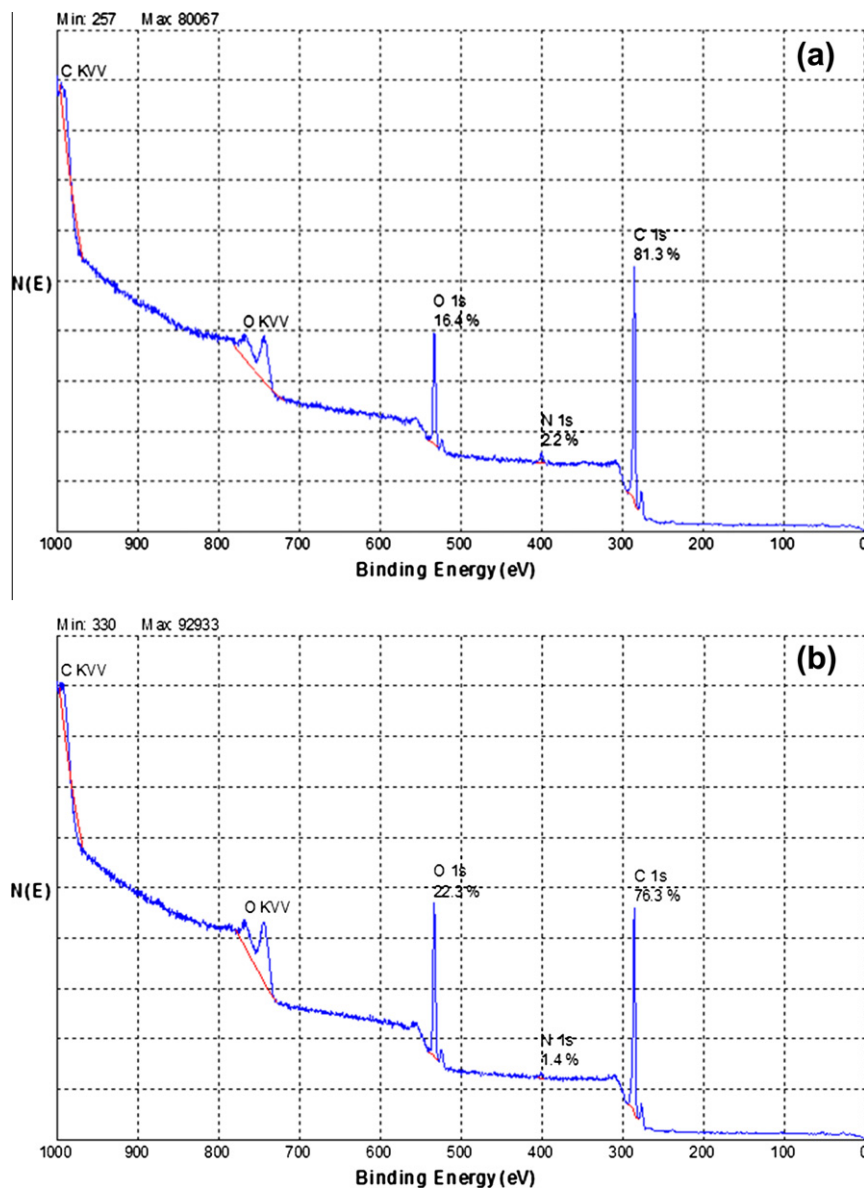 Min: 257 Max 80067
(a)
C KVV
C 1s
81.3 %
N(E)
O 1s
16.4 %
O KVV
N 1s
2.2 %
1000 900 800 700 600 500 400 300 200 100 0
Binding Energy (eV)
Min: 330 Max 92933
(b)
C KVV
O 1s
22.3 %
C 1s
76.3 %
N(E)
O KVV
N 1s
1.4 %
1000 900 800 700 600 500 400 300 200 100 0
Binding Energy (eV)